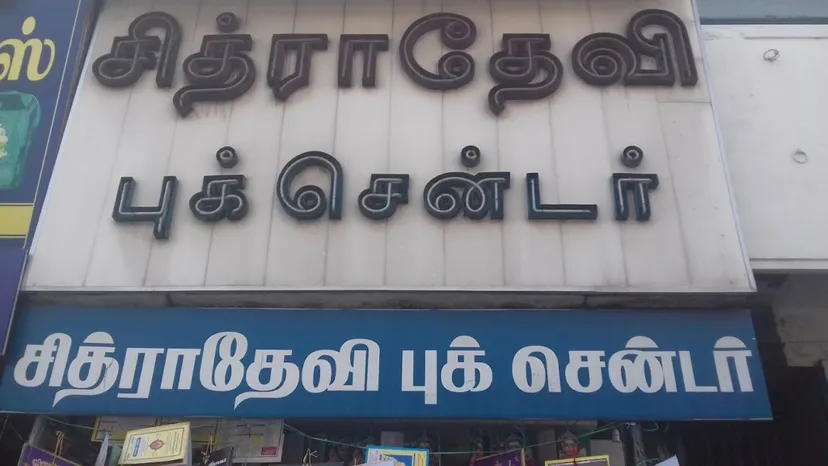 சித்ராதேவி
புக் சென்டர்
சித்ராதேவி புக் சென்டர்
ஸ்